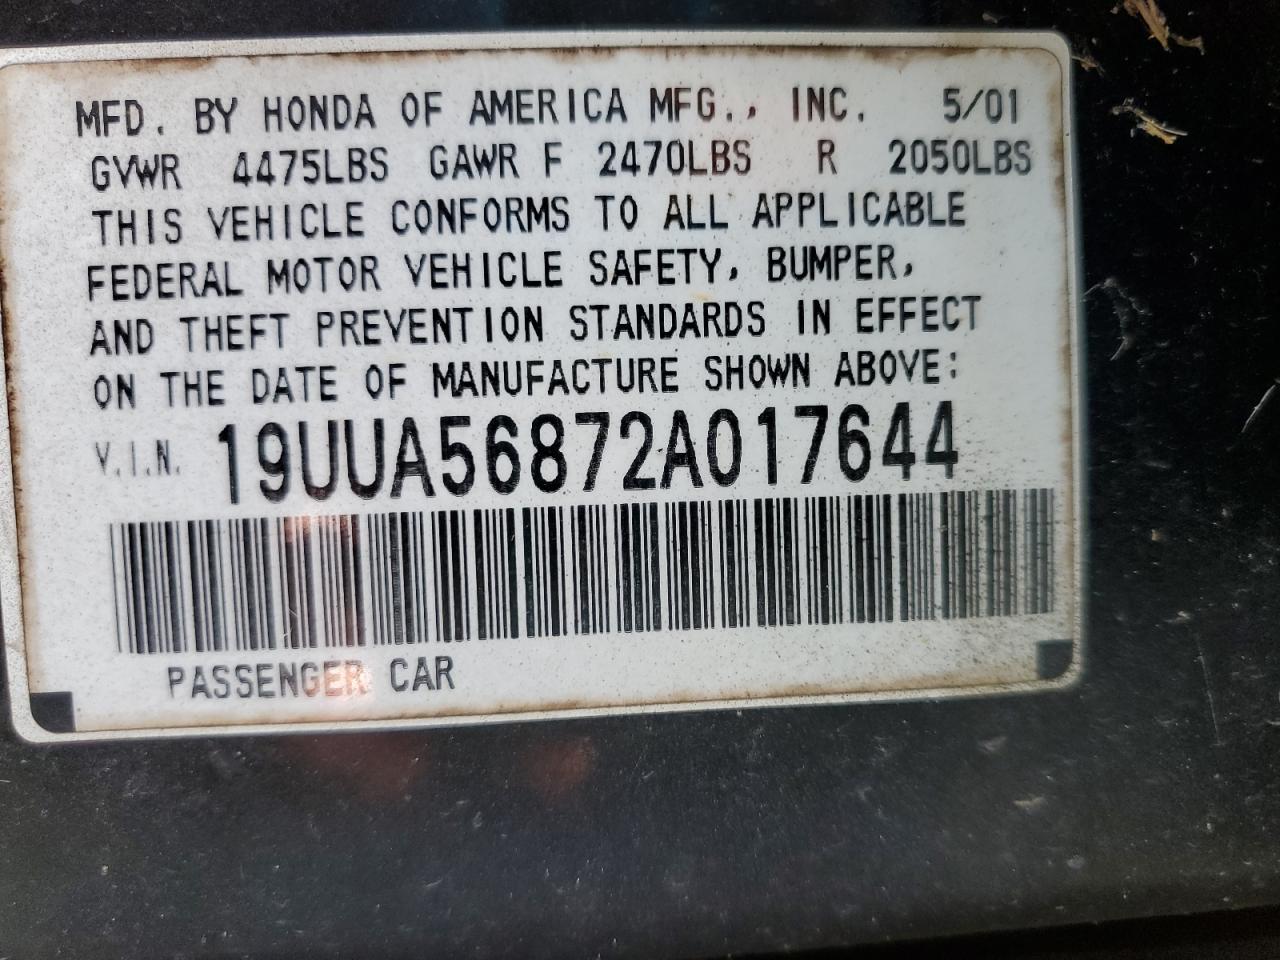 MFD. BY HONDA OF AMERICA MFG., INC. 5/01
GVWR 4475LBS GAWR F 2470LBS R 2050LBS
THIS VEHICLE CONFORMS TO ALL APPLICABLE
FEDERAL MOTOR VEHICLE SAFETY, BUMPER,
AND THEFT PREVENTION STANDARDS IN EFFECT
ON THE DATE OF MANUFACTURE SHOWN ABOVE:
V.I.N. 19UUA56872A017644
PASSENGER CAR